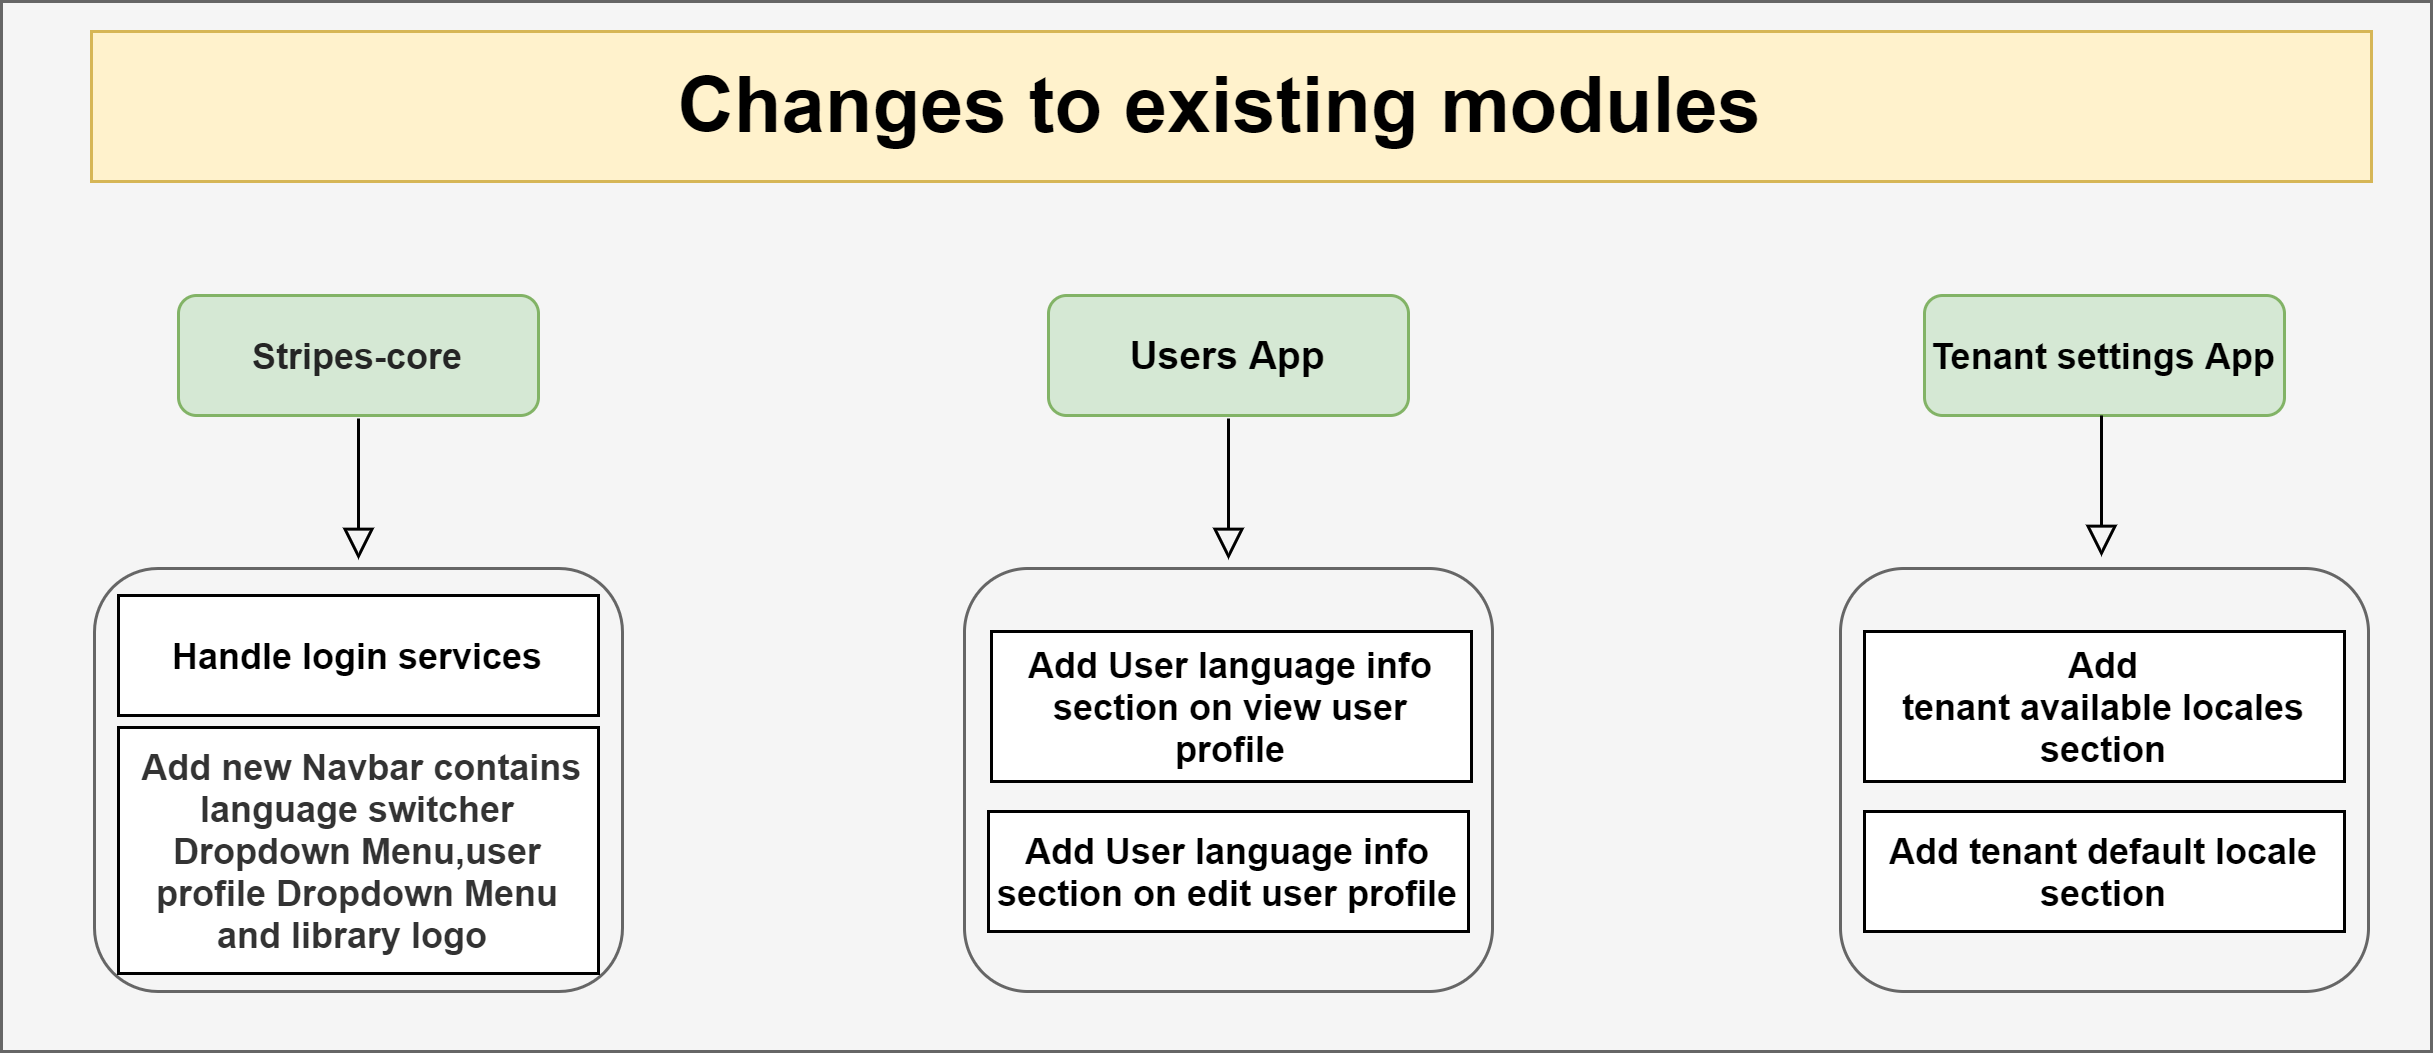 Changes to existing modules
Stripes-core
Handle login services
Add new Navbar contains
language switcher
Dropdown Menu,user
profile Dropdown Menu
and library logo
Users App
Add User language info
section on view user
profile
Add User language info
section on edit user profile
Tenant settings App
Add
tenant available locales
section
Add tenant default locale
section